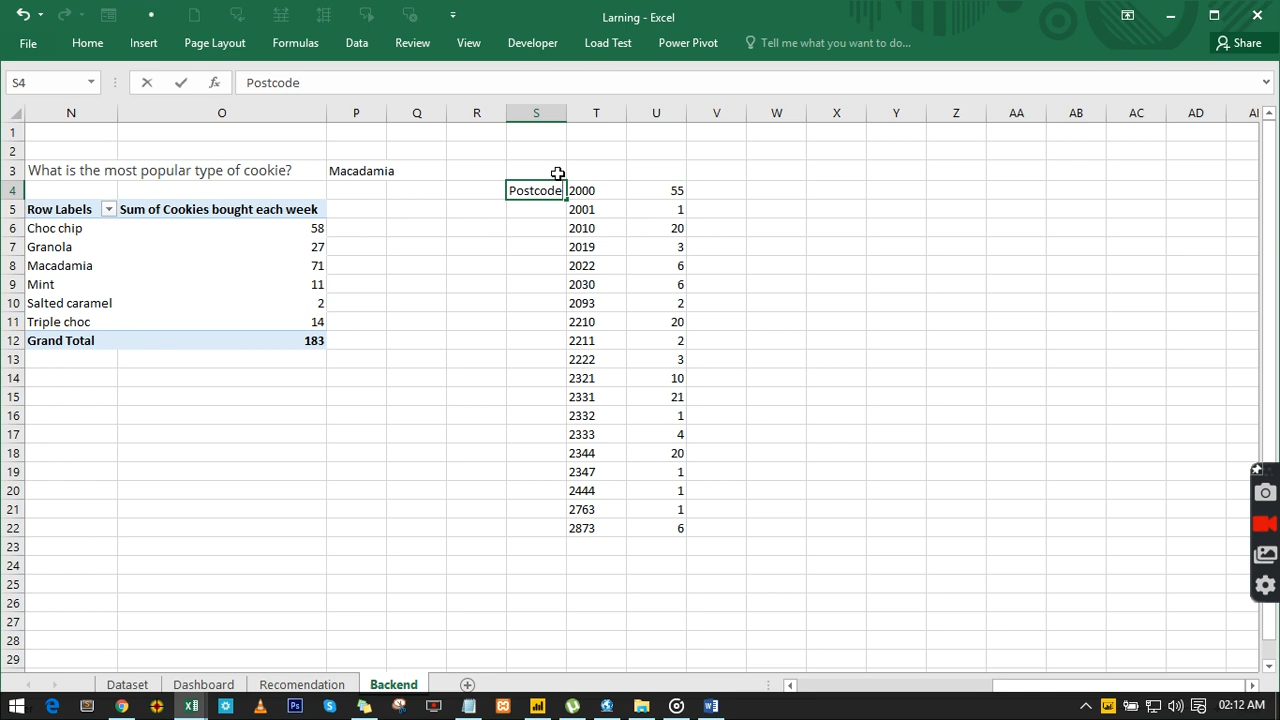 Larning - Excel
File Home Insert Page Layout Formulas Data Review View Developer Load Test Power Pivot Tell me what you want to do... Share
S4 fx Postcode
N O P Q R S T U V W X Y Z AA AB AC AD AI
1
2
3 What is the most popular type of cookie? Macadamia
4 Postcode 2000 55
5 Row Labels Sum of Cookies bought each week 2001 1
6 Choc chip 58 2010 20
7 Granola 27 2019 3
8 Macadamia 71 2022 6
9 Mint 11 2030 6
10 Salted caramel 2 2093 2
11 Triple choc 14 2210 20
12 Grand Total 183 2211 2
13 2222 3
14 2321 10
15 2331 21
16 2332 1
17 2333 4
18 2344 20
19 2347 1
20 2444 1
21 2763 1
22 2873 6
23
24
25
26
27
28
29
Dataset Dashboard Recomendation Backend
02:12 AM